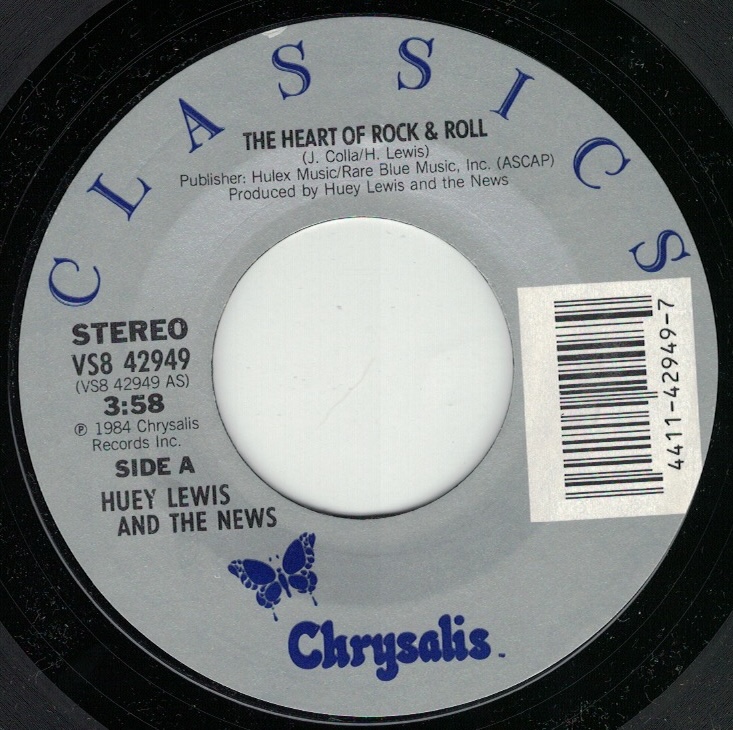 CLASSICS
THE HEART OF ROCK & ROLL
(J. Colla/H. Lewis)
Publisher: Hulex Music/Rare Blue Music, Inc. (ASCAP)
Produced by Huey Lewis and the News
STEREO
VS8 42949
(VS8 42949 AS)
3:58
℗ 1984 Chrysalis
Records Inc.
SIDE A
HUEY LEWIS
AND THE NEWS
4411-42949-7
Chrysalis